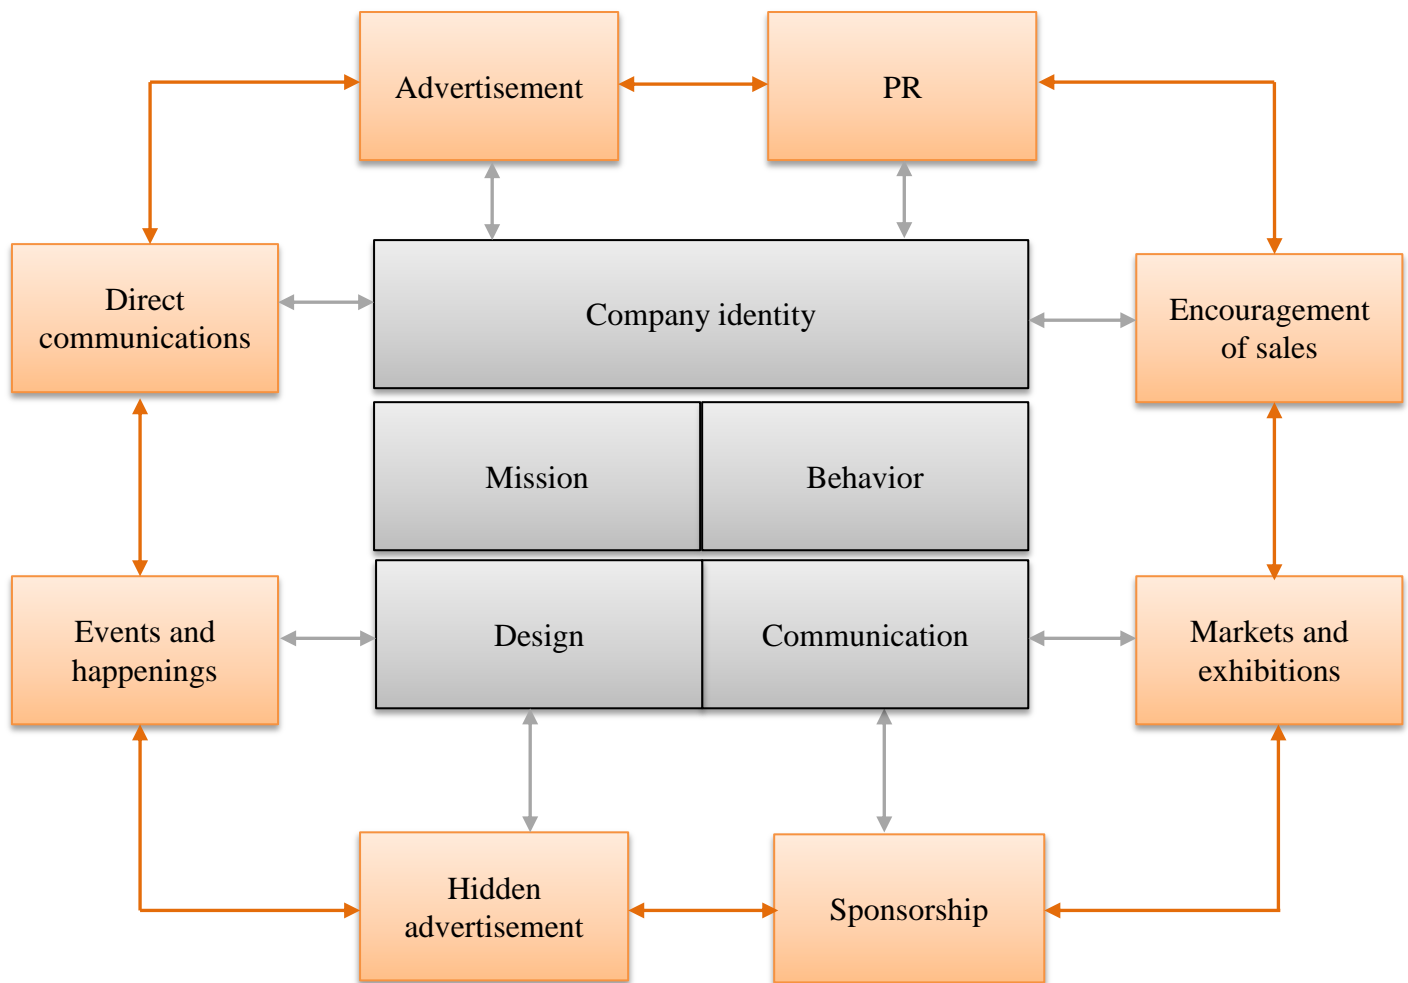 Advertisement
PR
Direct
communications
Company identity
Encouragement
of sales
Mission
Behavior
Events and
happenings
Design
Communication
Markets and
exhibitions
Hidden
advertisement
Sponsorship